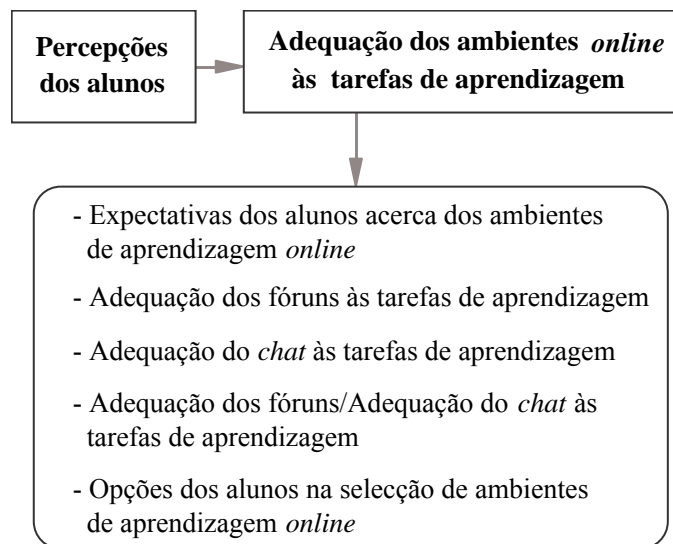 Percepções
dos alunos
Adequação dos ambientes online
às tarefas de aprendizagem
- Expectativas dos alunos acerca dos ambientes
de aprendizagem online
- Adequação dos fóruns às tarefas de aprendizagem
- Adequação do chat às tarefas de aprendizagem
- Adequação dos fóruns/Adequação do chat às
tarefas de aprendizagem
- Opções dos alunos na selecção de ambientes
de aprendizagem online